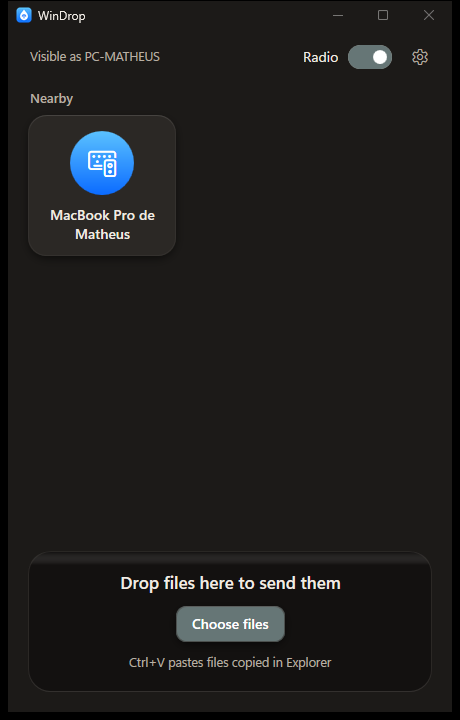 WinDrop
Visible as PC-MATHEUS
Radio
Nearby
MacBook Pro de
Matheus
Drop files here to send them
Choose files
Ctrl+V pastes files copied in Explorer